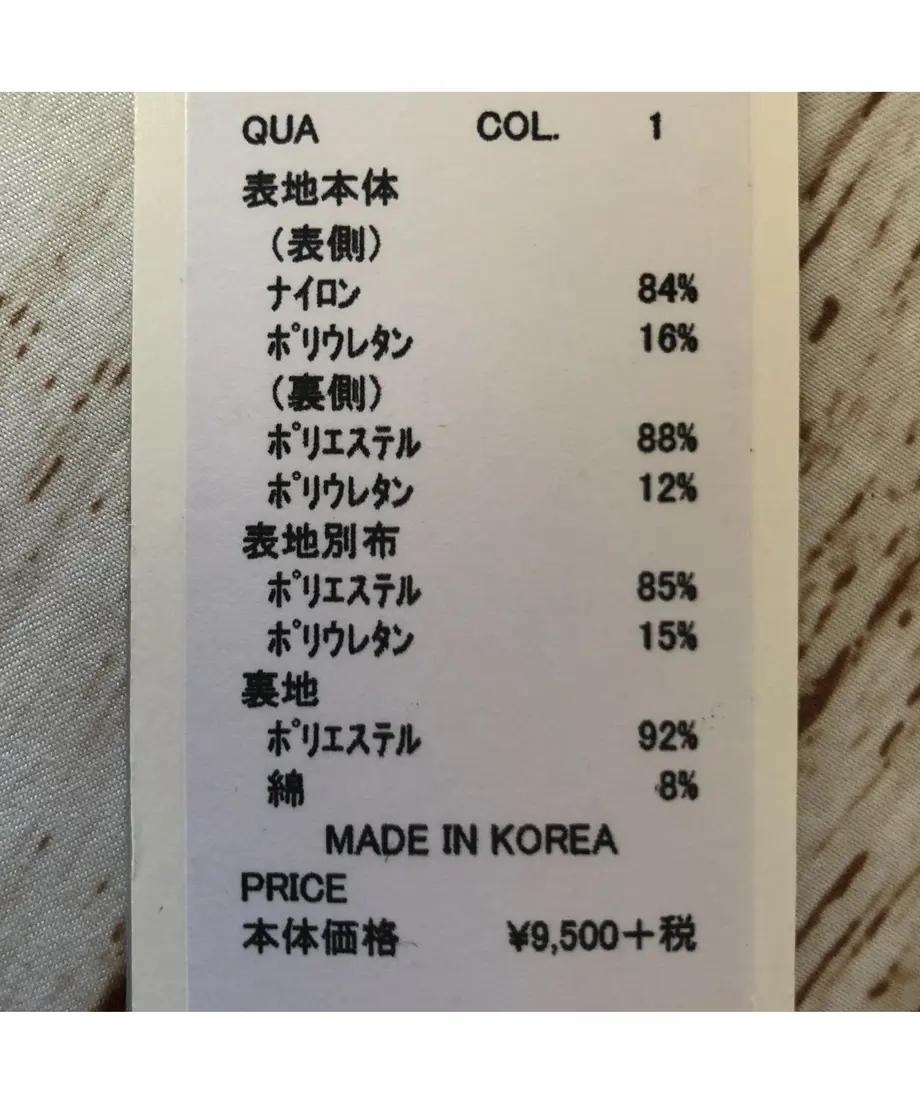 QUA COL. 1
表地本体
（表側）
ナイロン 84%
ポリウレタン 16%
（裏側）
ポリエステル 88%
ポリウレタン 12%
表地別布
ポリエステル 85%
ポリウレタン 15%
裏地
ポリエステル 92%
綿 8%
MADE IN KOREA
PRICE
本体価格 ¥9,500＋税